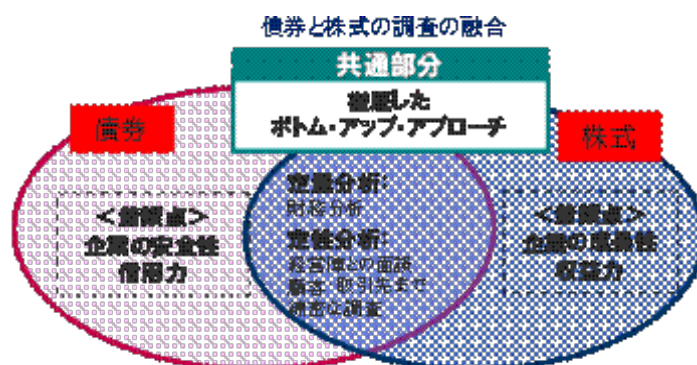 債券と株式の調査の融合
共通部分
徹底した
ボトム・アップ・アプローチ
債券
株式
定量分析:
財務分析
定性分析:
経営陣との面談
顧客 取引先まで
綿密な調査
<着眼点>
企業の安全性
信用力
<着眼点>
企業の成長性
収益力